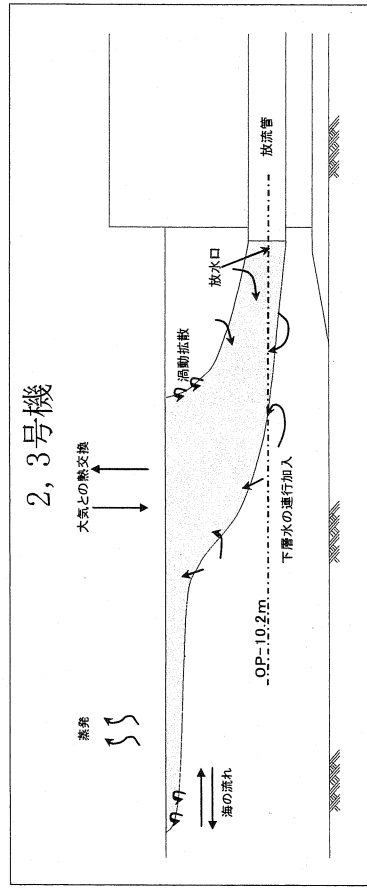 2,3号機
大気との熱交換
蒸発
渦動拡散
放水口
放流管
OP-10.2m
下層水の連行加入
海の流れ